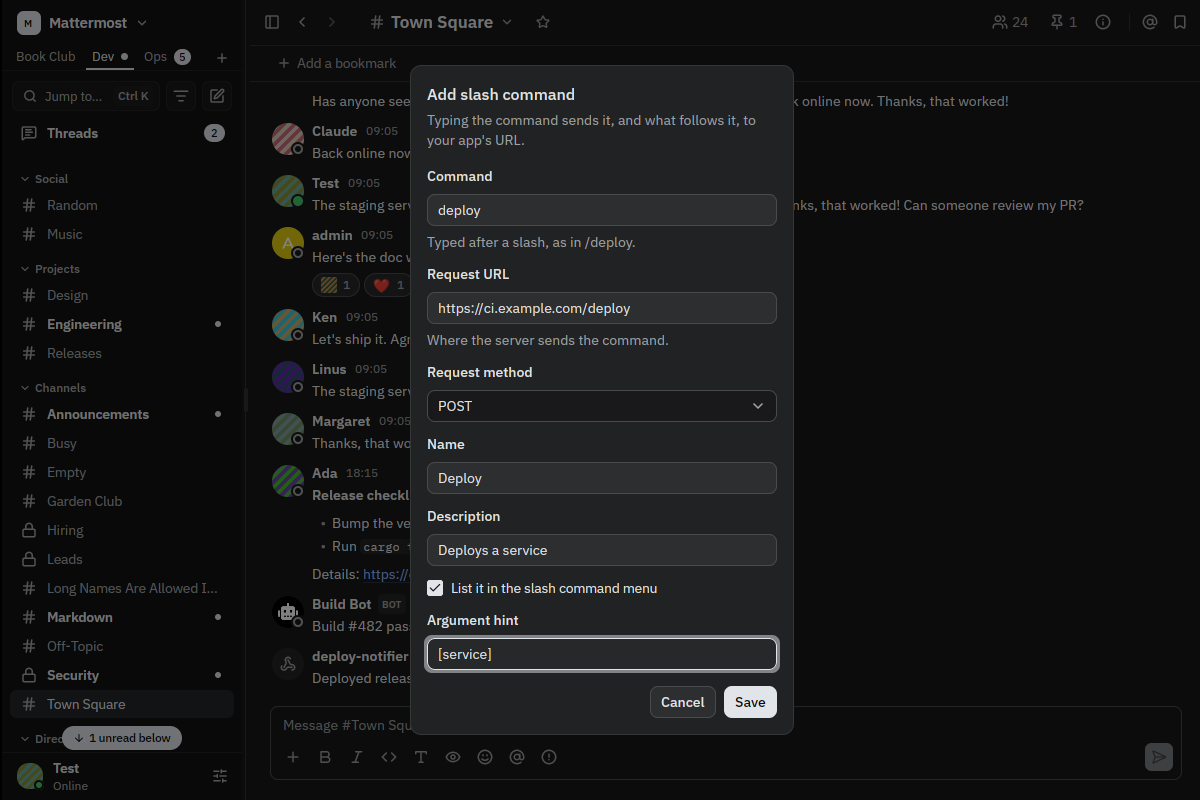 M Mattermost
Book Club Dev Ops 5
Jump to... Ctrl K
Threads 2
Social
Random
Music
Projects
Design
Engineering
Releases
Channels
Announcements
Busy
Empty
Garden Club
Hiring
Leads
Long Names Are Allowed I...
Markdown
Off-Topic
Security
Town Square
Direc
1 unread below
Test
Online
Town Square
24
1
Add a bookmark
Has anyone see
k online now. Thanks, that worked!
Claude 09:05
Back online now
Test 09:05
The staging serv
nks, that worked! Can someone review my PR?
A admin 09:05
Here's the doc w
1 1
Ken 09:05
Let's ship it. Agr
Linus 09:05
The staging serv
Margaret 09:05
Thanks, that wo
Ada 18:15
Release checkl
• Bump the ve
• Run cargo t
Details: https://
Build Bot BOT
Build #482 pas
deploy-notifier
Deployed releas
Message #Town Squ
Add slash command
Typing the command sends it, and what follows it, to
your app's URL.
Command
deploy
Typed after a slash, as in /deploy.
Request URL
https://ci.example.com/deploy
Where the server sends the command.
Request method
POST
Name
Deploy
Description
Deploys a service
List it in the slash command menu
Argument hint
[service]
Cancel Save